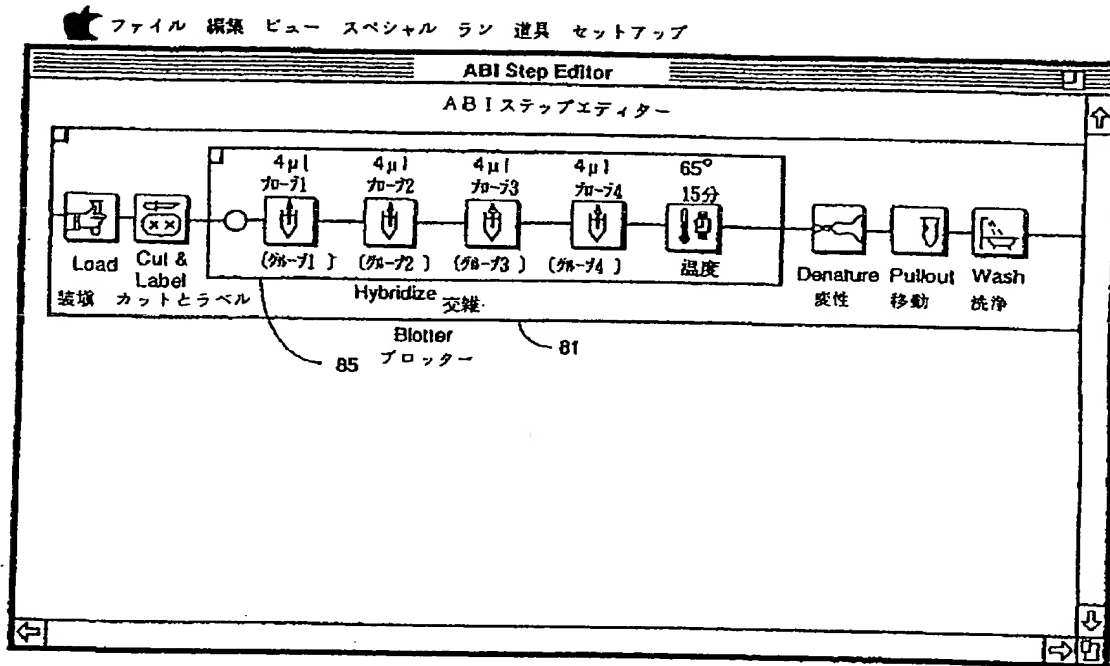 ファイル 編集 ビュー スペシャル ラン 道具 セットアップ
ABI Step Editor
ABIステップエディター
4μl 4μl 4μl 4μl 65°
プローブ1 プローブ2 プローブ3 プローブ4 15分
(グループ1) (グループ2) (グループ3) (グループ4) 温度
Load Cut & Label Denature Pullout Wash
装填 カットとラベル Hybridize 交雑 変性 移動 洗浄
Blotter 81
85 ブロッター